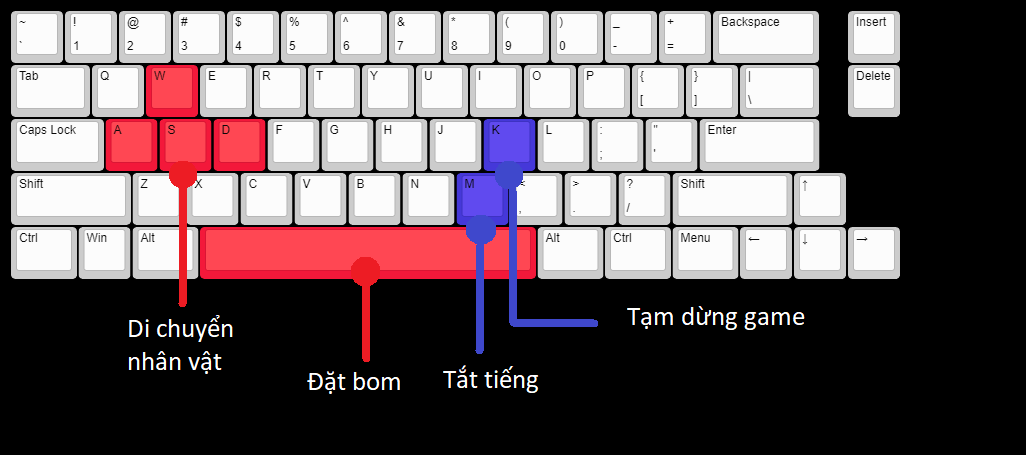 ~ ! @ # $ % ^ & * ( ) _ + Backspace Insert
` 1 2 3 4 5 6 7 8 9 0 - =
Tab Q W E R T Y U I O P { } | Delete
[ ] \
Caps Lock A S D F G H J K L : " Enter
; '
Shift Z X C V B N M < > ? Shift ↑
, . /
Ctrl Win Alt Alt Ctrl Menu ← ↓ →
Di chuyển
nhân vật
Đặt bom
Tắt tiếng
Tạm dừng game